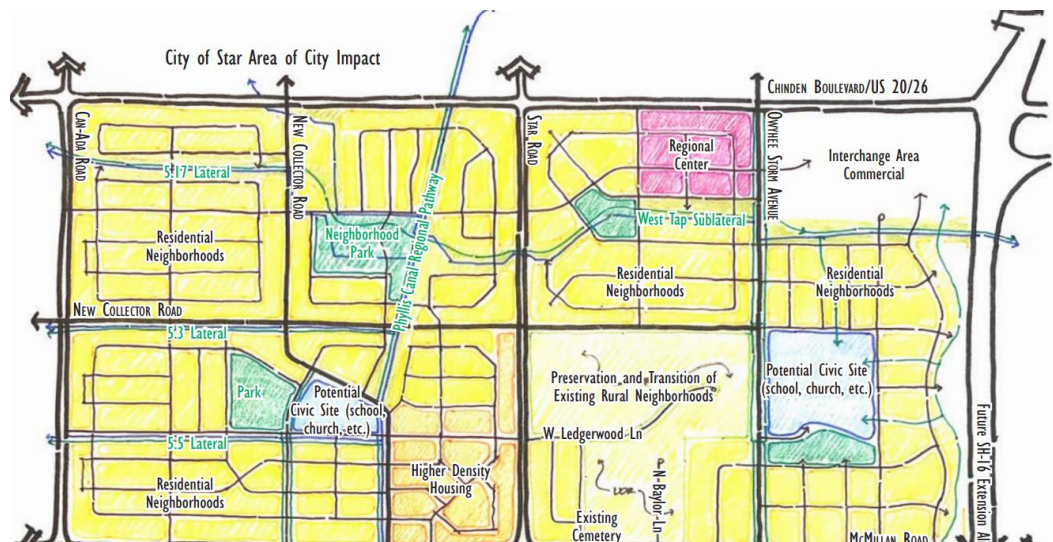 City of Star Area of City Impact
Chinden Boulevard/US 20/26
Can-Ada Road
New Collector Road
Star Road
Owyhee Storm Avenue
Regional
Center
Interchange Area
Commercial
5.17 Lateral
Phyllis Canal Regional Pathway
West Tap Sublateral
Neighborhood
Park
Residential
Neighborhoods
Residential
Neighborhoods
Residential
Neighborhoods
New Collector Road
5.3 Lateral
Park
Potential
Civic Site (school,
church, etc.)
Preservation and Transition of
Existing Rural Neighborhoods
Potential Civic Site
(school, church, etc.)
W Ledgerwood Ln
5.5 Lateral
Residential
Neighborhoods
Higher Density
Housing
LDR
N-Baylor-Ln
Existing
Cemetery
Future SH-16 Extension Al
McMillan Road